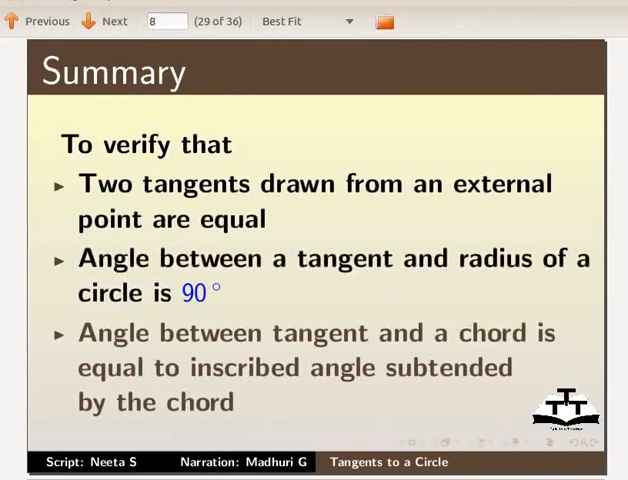 Previous Next 8 (29 of 36) Best Fit
Summary
To verify that
Two tangents drawn from an external
point are equal
Angle between a tangent and radius of a
circle is 90°
Angle between tangent and a chord is
equal to inscribed angle subtended
by the chord
Script: Neeta S Narration: Madhuri G Tangents to a Circle